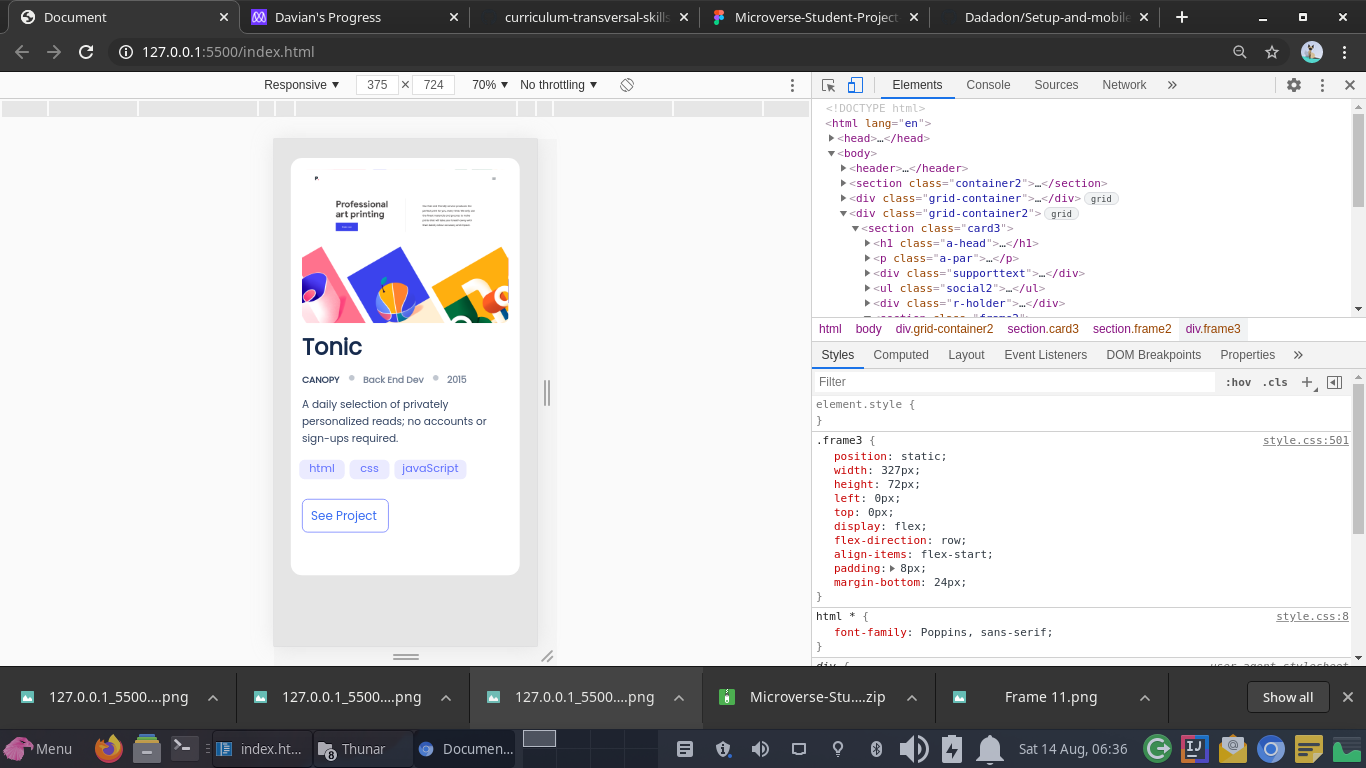 Document
Davian's Progress
curriculum-transversal-skills
Microverse-Student-Project
Dadadon/Setup-and-mobile
127.0.0.1:5500/index.html
Responsive ▼ 375 × 724 70% ▼ No throttling ▼
Elements Console Sources Network »
<!DOCTYPE html>
<html lang="en">
<head>…</head>
<body>
<header>…</header>
<section class="container2">…</section>
<div class="grid-container">…</div> grid
<div class="grid-container2"> grid
<section class="card3">
<h1 class="a-head">…</h1>
<p class="a-par">…</p>
<div class="supporttext">…</div>
<ul class="social2">…</ul>
<div class="r-holder">…</div>
<section class="frame2">
html body div.grid-container2 section.card3 section.frame2 div.frame3
Styles Computed Layout Event Listeners DOM Breakpoints Properties »
Filter :hov .cls +
element.style {
}
.frame3 { style.css:501
position: static;
width: 327px;
height: 72px;
left: 0px;
top: 0px;
display: flex;
flex-direction: row;
align-items: flex-start;
padding: 8px;
margin-bottom: 24px;
}
html * { style.css:8
font-family: Poppins, sans-serif;
}
div { user agent stylesheet
Professional
art printing
Tonic
CANOPY Back End Dev 2015
A daily selection of privately
personalized reads; no accounts or
sign-ups required.
html css javaScript
See Project
127.0.0.1_5500....png
127.0.0.1_5500....png
127.0.0.1_5500....png
Microverse-Stu....zip
Frame 11.png
Show all
Menu
index.ht...
8 Thunar
Documen...
Sat 14 Aug, 06:36